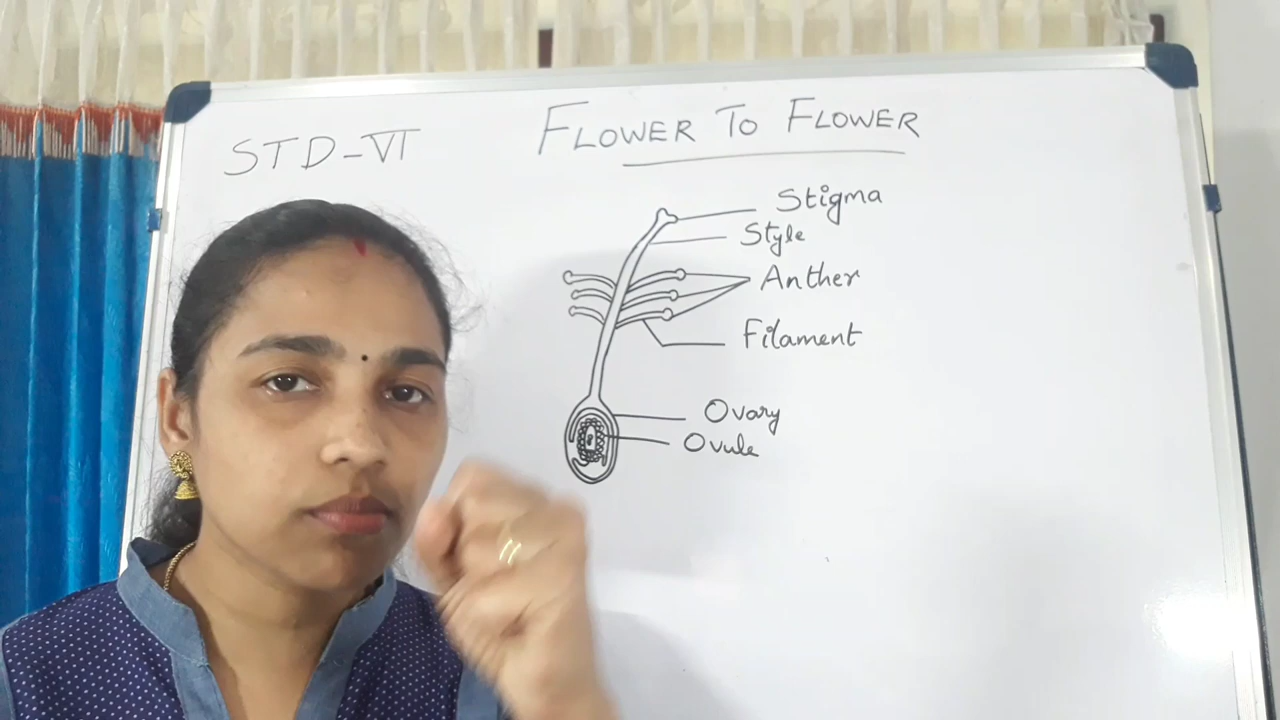 STD-VI
FLOWER TO FLOWER
Stigma
Style
Anther
Filament
Ovary
Ovule